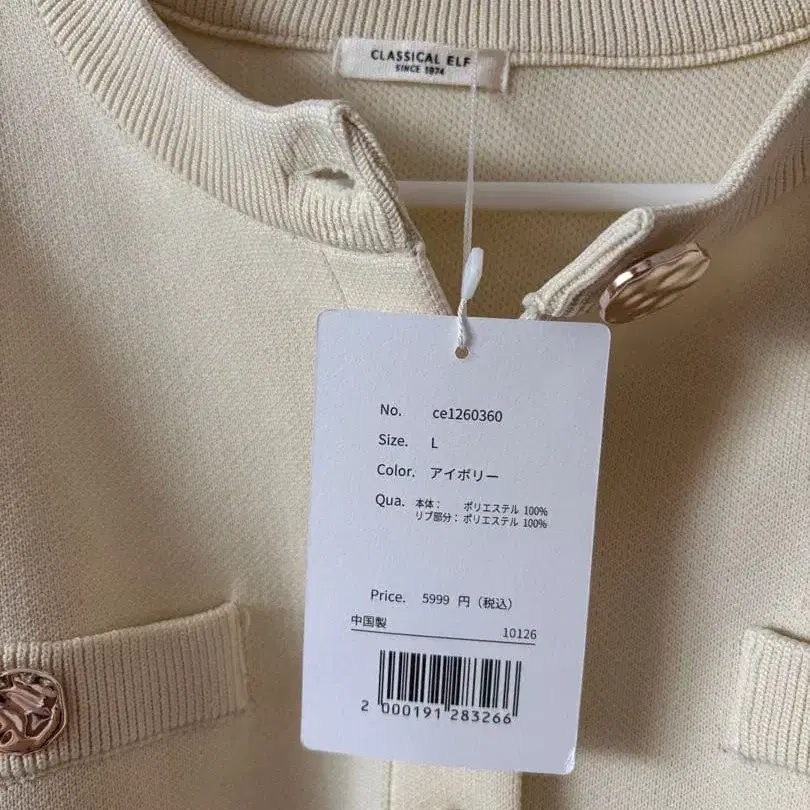 CLASSICAL ELF
SINCE 1974
No. ce1260360
Size. L
Color. アイボリー
Qua. 本体： ポリエステル 100%
リブ部分： ポリエステル 100%
Price. 5999 円（税込）
中国製 10126
2 000191 283266